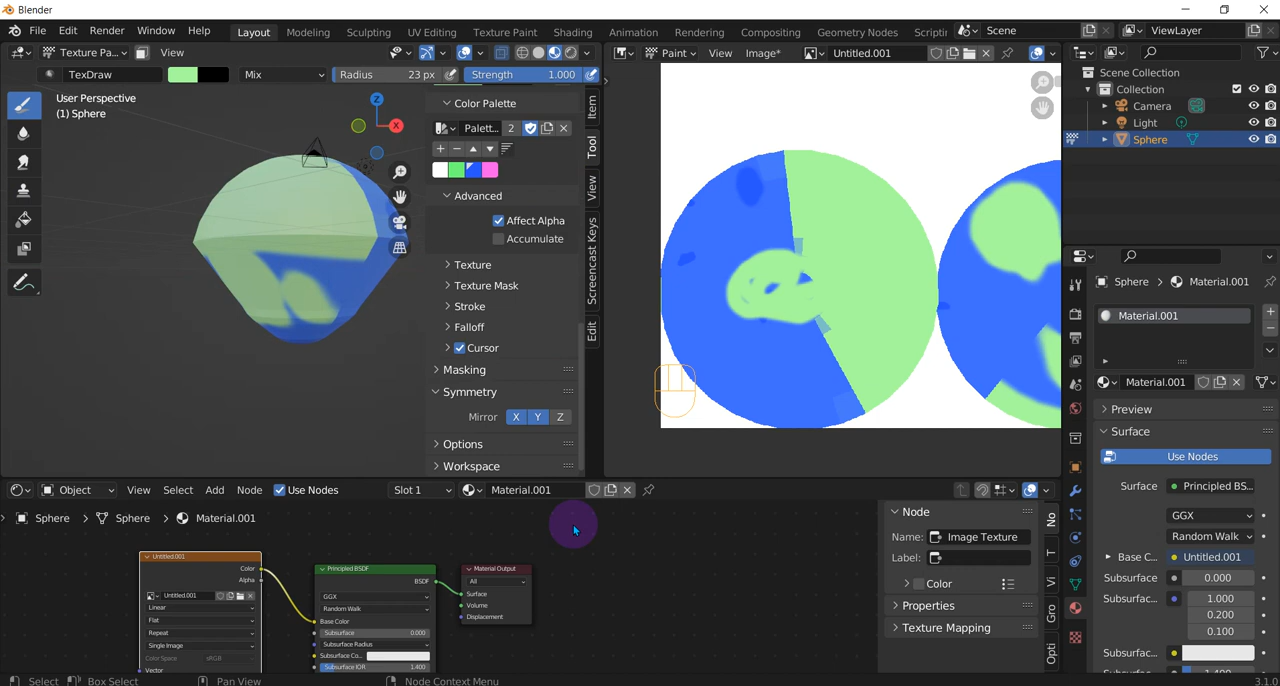 Blender
File Edit Render Window Help Layout Modeling Sculpting UV Editing Texture Paint Shading Animation Rendering Compositing Geometry Nodes Scriptin Scene ViewLayer
Texture Pa... View Paint View Image* Untitled.001
TexDraw Mix Radius 23 px Strength 1.000
User Perspective
(1) Sphere
Z
X
Color Palette
Palett... 2
Advanced
Affect Alpha
Accumulate
Texture
Texture Mask
Stroke
Falloff
Cursor
Masking
Symmetry
Mirror X Y Z
Options
Workspace
Item
Tool
View
Screencast Keys
Edit
Scene Collection
Collection
Camera
Light
Sphere
Sphere > Material.001
Material.001
Material.001
Preview
Surface
Use Nodes
Surface Principled BS...
GGX
Random Walk
Base C... Untitled.001
Subsurface 0.000
Subsurfac... 1.000
0.200
0.100
Subsurfac...
Subsurfac... 1.400
Object View Select Add Node Use Nodes Slot 1 Material.001
Sphere > Sphere > Material.001
Untitled.001
Color
Alpha
Untitled.001
Linear
Flat
Repeat
Single Image
Color Space sRGB
Vector
Principled BSDF
BSDF
GGX
Random Walk
Base Color
Subsurface 0.000
Subsurface Radius
Subsurface Co...
Subsurface IOR 1.400
Material Output
All
Surface
Volume
Displacement
Node
Name: Image Texture
Label:
Color
Properties
Texture Mapping
No
T
Vi
Gro
Opti
Select Box Select Pan View Node Context Menu 3.1.0